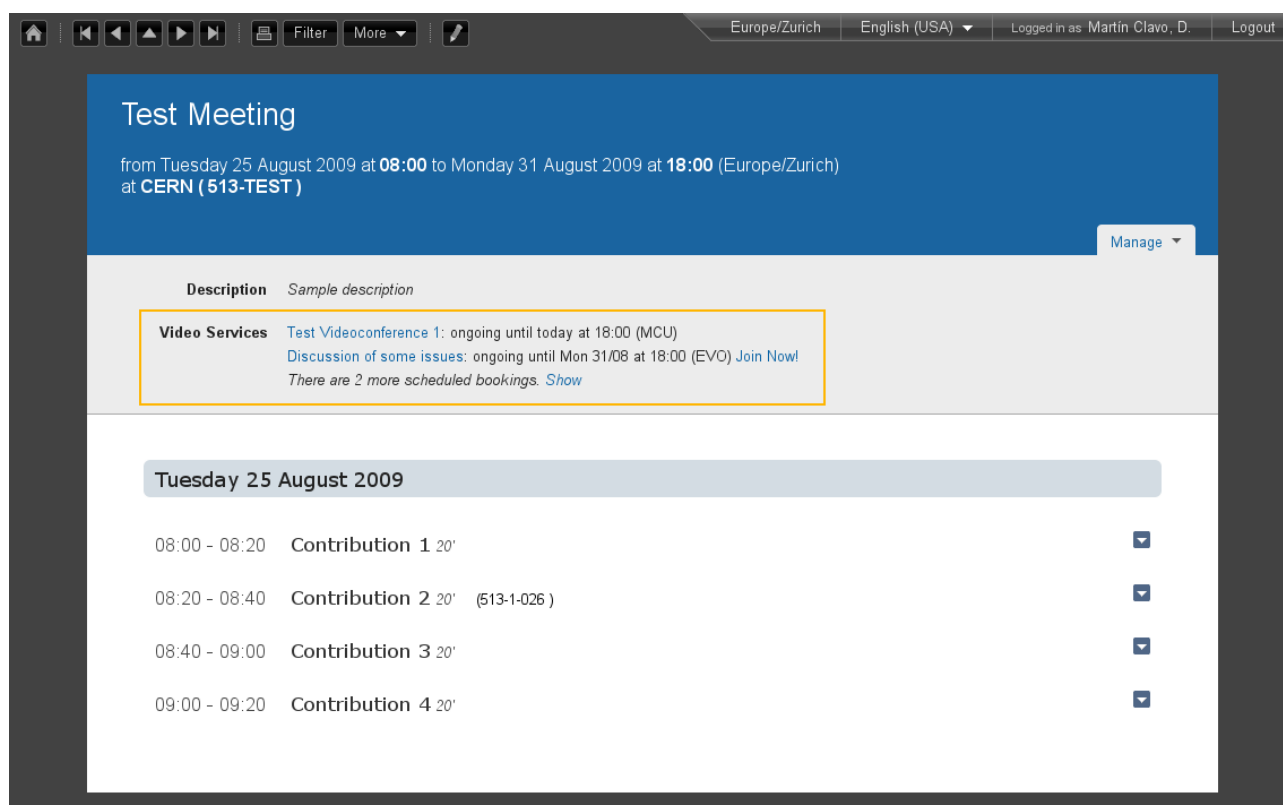 Filter More Europe/Zurich English (USA) Logged in as Martín Clavo, D. Logout
Test Meeting
from Tuesday 25 August 2009 at 08:00 to Monday 31 August 2009 at 18:00 (Europe/Zurich)
at CERN ( 513-TEST )
Manage
Description Sample description
Video Services Test Videoconference 1: ongoing until today at 18:00 (MCU)
Discussion of some issues: ongoing until Mon 31/08 at 18:00 (EVO) Join Now!
There are 2 more scheduled bookings. Show
Tuesday 25 August 2009
08:00 - 08:20 Contribution 1 20'
08:20 - 08:40 Contribution 2 20' (513-1-026 )
08:40 - 09:00 Contribution 3 20'
09:00 - 09:20 Contribution 4 20'